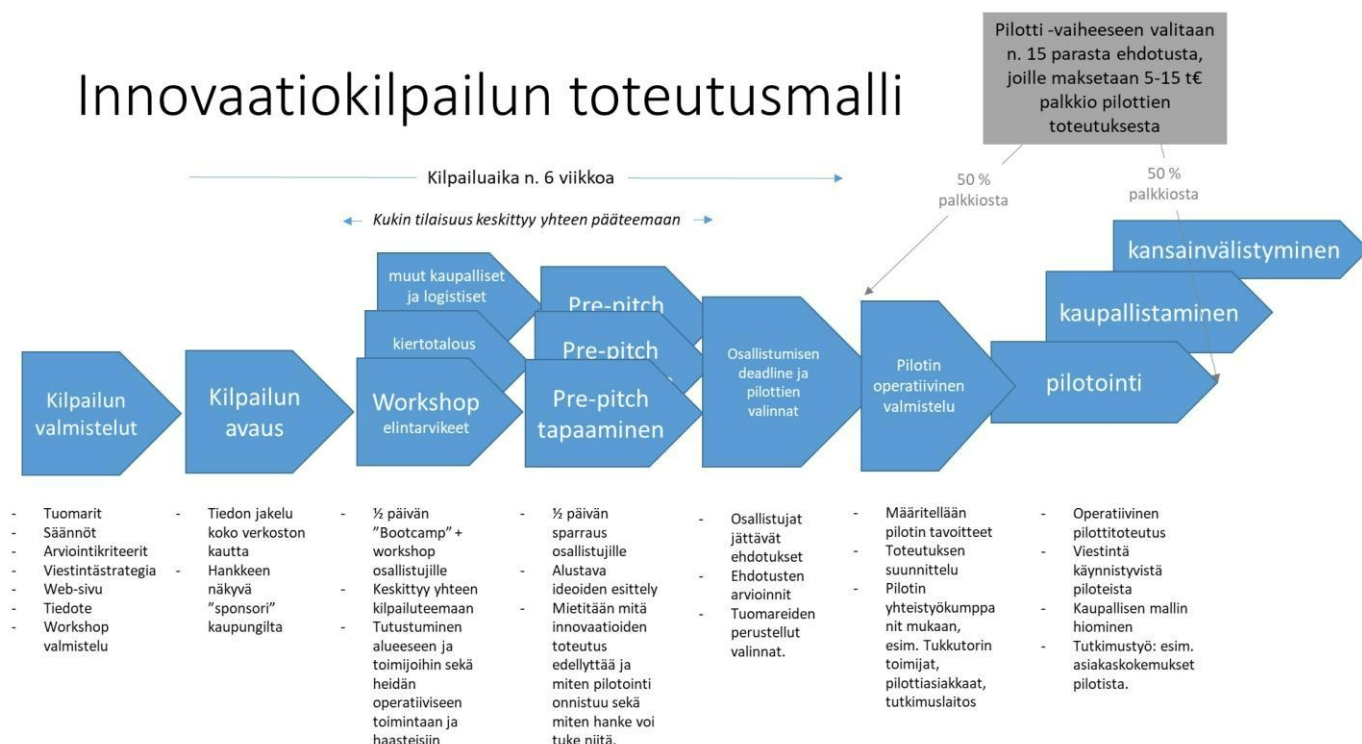 Innovaatiokilpailun toteutusmalli
Pilotti -vaiheeseen valitaan
n. 15 parasta ehdotusta,
joille maksetaan 5-15 t€
palkkio pilottien
toteutuksesta
Kilpailuaika n. 6 viikkoa
50 %
palkkiosta
50 %
palkkiosta
Kukin tilaisuus keskittyy yhteen pääteemaan
muut kaupalliset
ja logistiset
kiertotalous
Pre-pitch
Pre-pitch
kansainvälistyminen
kaupallistaminen
Kilpailun
valmistelut
Kilpailun
avaus
Workshop
elintarvikeet
Pre-pitch
tapaaminen
Osallistumisen
deadline ja
pilottien
valinnat
Pilotin
operatiivinen
valmistelu
pilotointi
- Tuomarit
- Säännöt
- Arviointikriteerit
- Viestintästrategia
- Web-sivu
- Tiedote
- Workshop
valmistelu
- Tiedon jakelu
koko verkoston
kautta
- Hankkeen
näkyvä
”sponsori”
kaupungilta
- ½ päivän
”Bootcamp” +
workshop
osallistujille
- Keskittyy yhteen
kilpailuteemaan
- Tutustuminen
alueeseen ja
toimijoihin sekä
heidän
operatiiviseen
toimintaan ja
haasteisiin
- ½ päivän
sparraus
osallistujille
- Alustava
ideoiden esittely
- Mietitään mitä
innovaatioiden
toteutus
edellyttää ja
miten pilotointi
onnistuu sekä
miten hanke voi
tuke niitä.
- Osallistujat
jättävät
ehdotukset
- Ehdotusten
arvioinnit
- Tuomareiden
perustellut
valinnat.
- Määritellään
pilotin tavoitteet
- Toteutuksen
suunnittelu
- Pilotin
yhteistyökumppa
nit mukaan,
esim. Tukkutorin
toimijat,
pilottiasiakkaat,
tutkimuslaitos
- Operatiivinen
pilottitoteutus
- Viestintä
käynnistyvistä
piloteista
- Kaupallisen mallin
hiominen
- Tutkimustyö: esim.
asiakaskokemukset
pilotista.